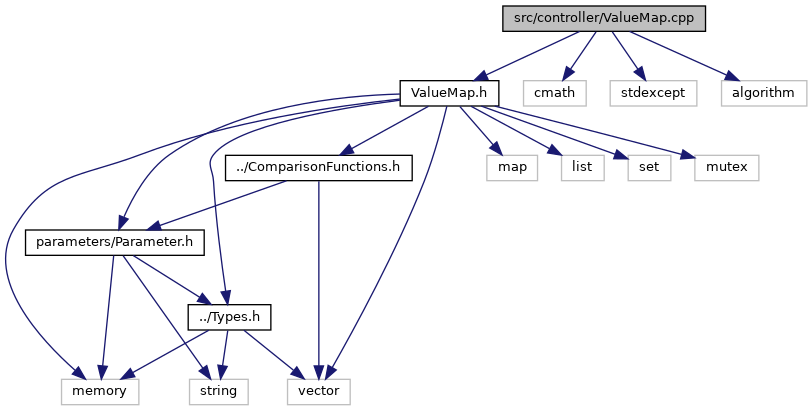 src/controller/ValueMap.cpp
ValueMap.h
cmath
stdexcept
algorithm
../ComparisonFunctions.h
map
list
set
mutex
parameters/Parameter.h
../Types.h
memory
string
vector